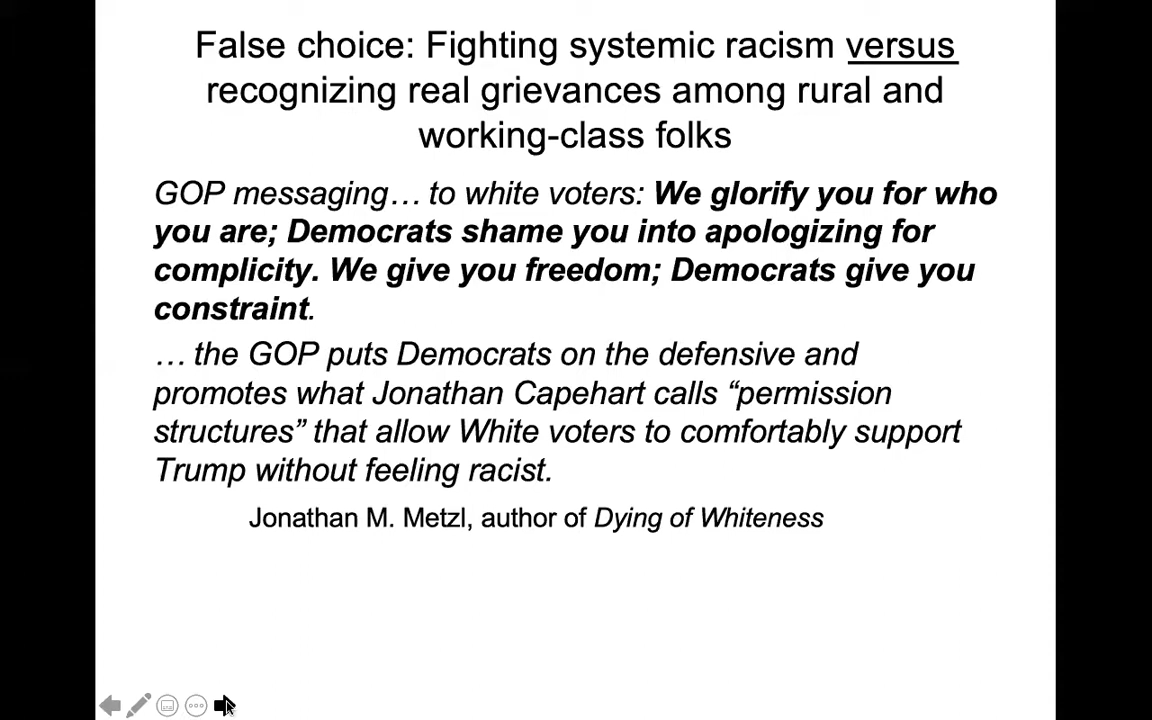 False choice: Fighting systemic racism versus
recognizing real grievances among rural and
working-class folks
GOP messaging… to white voters: We glorify you for who
you are; Democrats shame you into apologizing for
complicity. We give you freedom; Democrats give you
constraint.
… the GOP puts Democrats on the defensive and
promotes what Jonathan Capehart calls “permission
structures” that allow White voters to comfortably support
Trump without feeling racist.
Jonathan M. Metzl, author of Dying of Whiteness